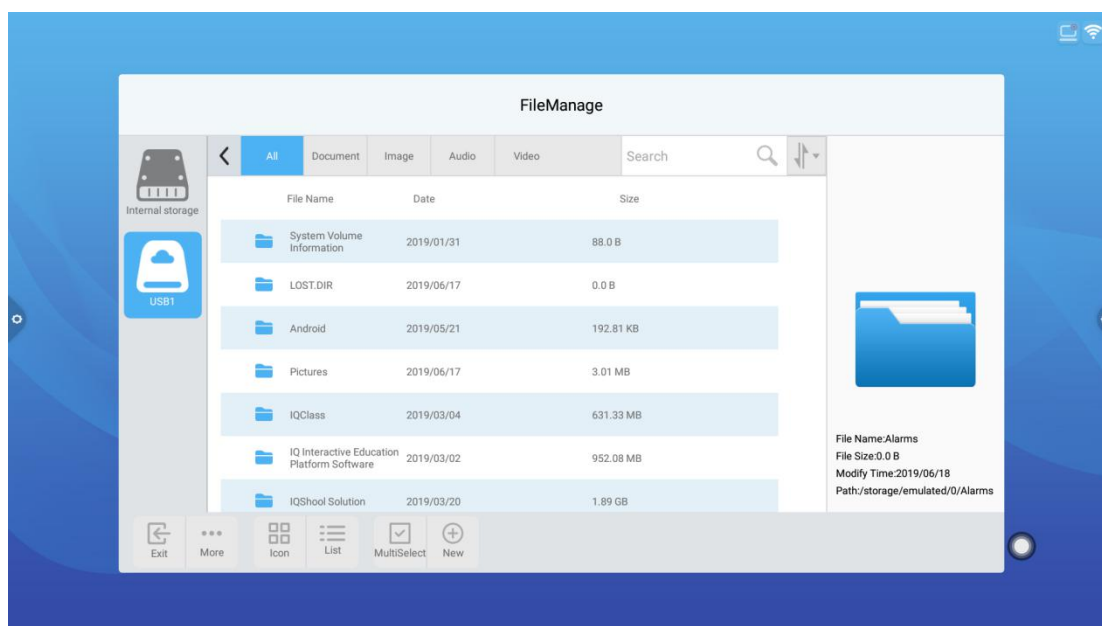 FileManage
Internal storage
USB1
All Document Image Audio Video Search
File Name Date Size
System Volume
Information 2019/01/31 88.0 B
LOST.DIR 2019/06/17 0.0 B
Android 2019/05/21 192.81 KB
Pictures 2019/06/17 3.01 MB
IQClass 2019/03/04 631.33 MB
IQ Interactive Education
Platform Software 2019/03/02 952.08 MB
IQShool Solution 2019/03/20 1.89 GB
File Name:Alarms
File Size:0.0 B
Modify Time:2019/06/18
Path:/storage/emulated/0/Alarms
Exit More Icon List MultiSelect New